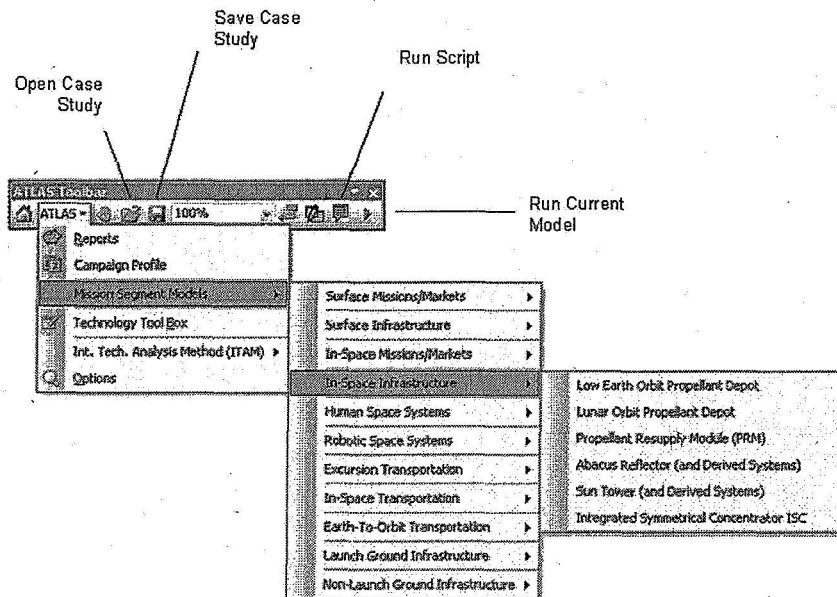 Save Case
Study
Open Case
Study
Run Script
ATLAS Toolbar
ATLAS
100%
Run Current
Model
Reports
Campaign Profile
Mission Segment Models
Technology Tool Box
Int. Tech. Analysis Method (ITAM)
Options
Surface Missions/Markets
Surface Infrastructure
In-Space Missions/Markets
In-Space Infrastructure
Human Space Systems
Robotic Space Systems
Excursion Transportation
In-Space Transportation
Earth-To-Orbit Transportation
Launch Ground Infrastructure
Non-Launch Ground Infrastructure
Low Earth Orbit Propellant Depot
Lunar Orbit Propellant Depot
Propellant Resupply Module (PRM)
Abacus Reflector (and Derived Systems)
Sun Tower (and Derived Systems)
Integrated Symmetrical Concentrator ISC